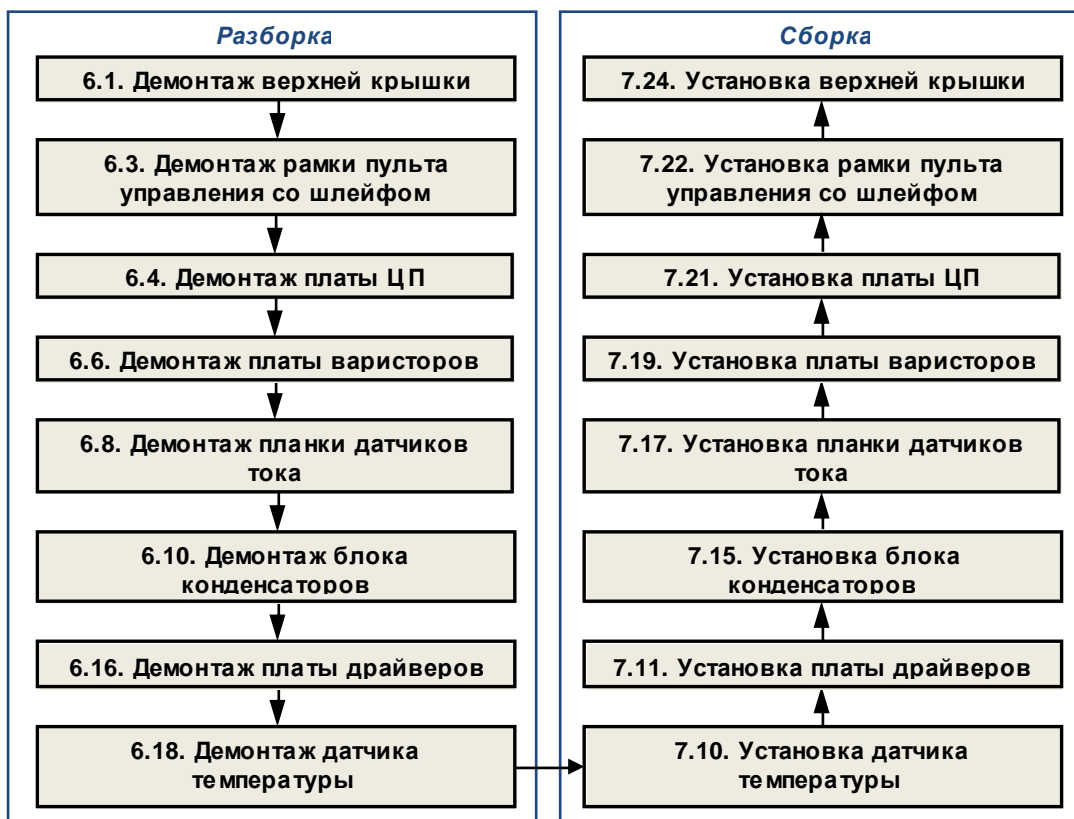 Разборка
6.1. Демонтаж верхней крышки
6.3. Демонтаж рамки пульта
управления со шлейфом
6.4. Демонтаж платы ЦП
6.6. Демонтаж платы варисторов
6.8. Демонтаж планки датчиков
тока
6.10. Демонтаж блока
конденсаторов
6.16. Демонтаж платы драйверов
6.18. Демонтаж датчика
температуры
Сборка
7.24. Установка верхней крышки
7.22. Установка рамки пульта
управления со шлейфом
7.21. Установка платы ЦП
7.19. Установка платы варисторов
7.17. Установка планки датчиков
тока
7.15. Установка блока
конденсаторов
7.11. Установка платы драйверов
7.10. Установка датчика
температуры